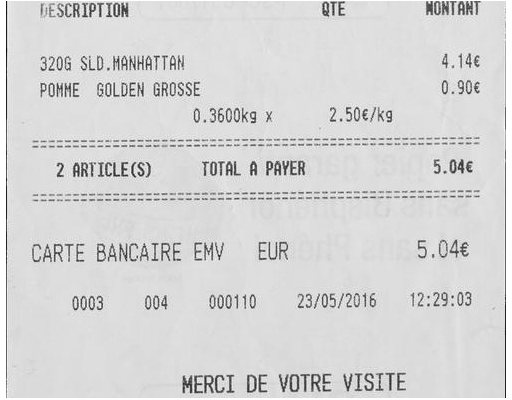 DESCRIPTION QTE MONTANT
320G SLD.MANHATTAN 4.14€
POMME GOLDEN GROSSE 0.90€
0.3600kg x 2.50€/kg
2 ARTICLE(S) TOTAL A PAYER 5.04€
CARTE BANCAIRE EMV EUR 5.04€
0003 004 000110 23/05/2016 12:29:03
MERCI DE VOTRE VISITE